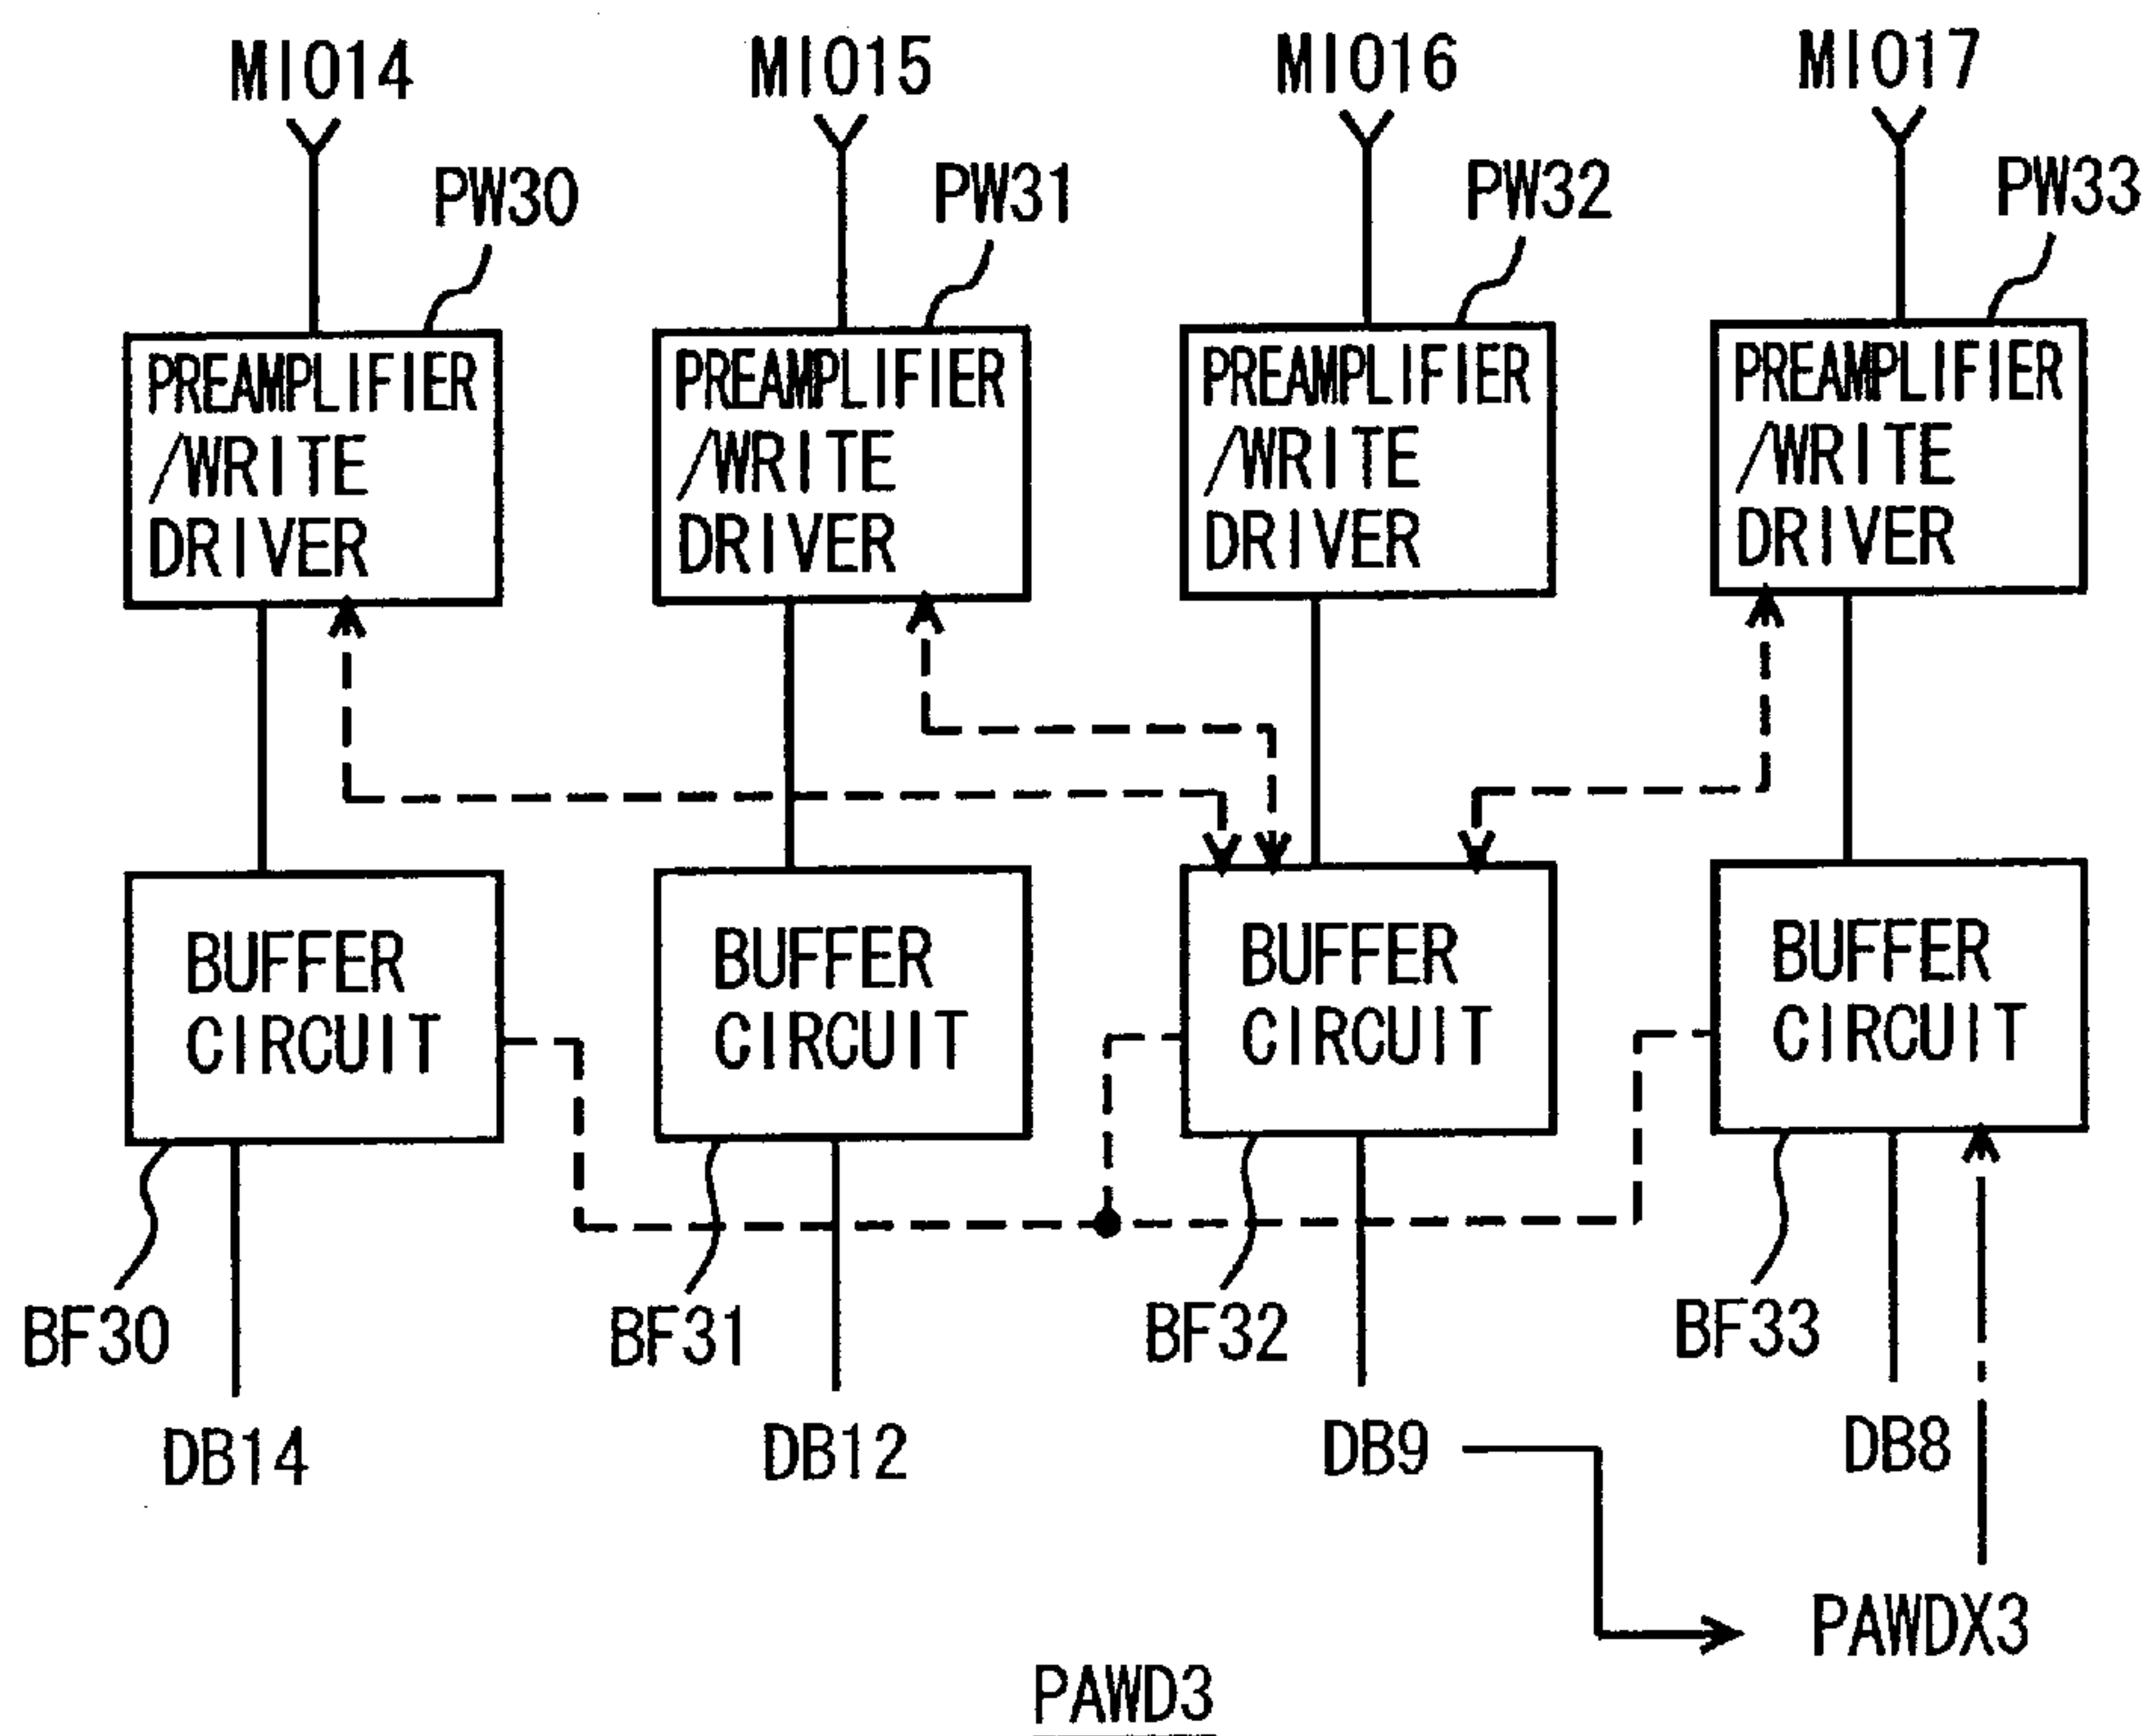 MIO14
MIO15
MIO16
MIO17
PW30
PW31
PW32
PW33
PREAMPLIFIER
/WRITE
DRIVER
PREAMPLIFIER
/WRITE
DRIVER
PREAMPLIFIER
/WRITE
DRIVER
PREAMPLIFIER
/WRITE
DRIVER
BUFFER
CIRCUIT
BUFFER
CIRCUIT
BUFFER
CIRCUIT
BUFFER
CIRCUIT
BF30
BF31
BF32
BF33
DB14
DB12
DB9
DB8
PAWDX3
PAWD3